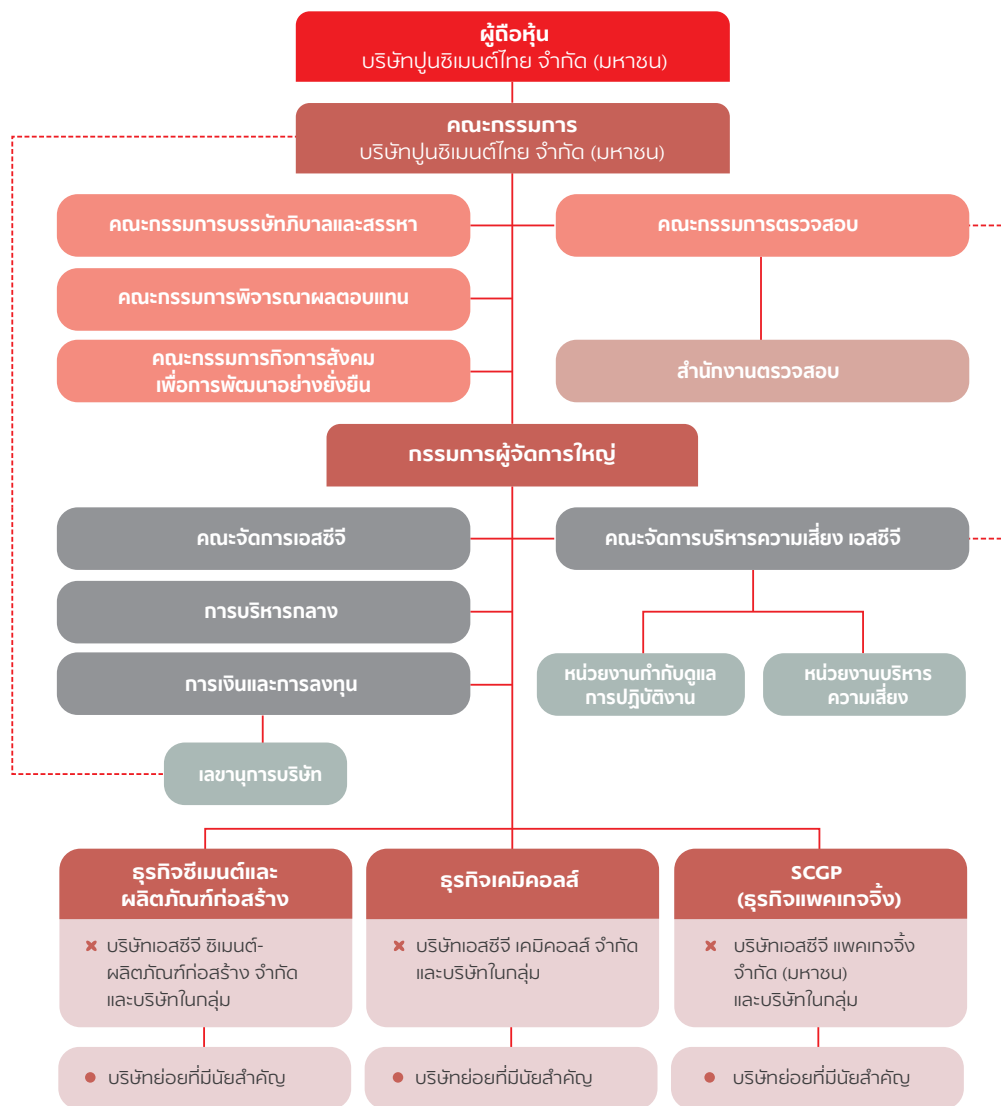 ผู้ถือหุ้น
บริษัทปูนซิเมนต์ไทย จำกัด (มหาชน)
คณะกรรมการ
บริษัทปูนซิเมนต์ไทย จำกัด (มหาชน)
คณะกรรมการบรรษัทภิบาลและสรรหา
คณะกรรมการตรวจสอบ
คณะกรรมการพิจารณาผลตอบแทน
คณะกรรมการกิจการสังคม
เพื่อการพัฒนาอย่างยั่งยืน
สำนักงานตรวจสอบ
กรรมการผู้จัดการใหญ่
คณะจัดการเอสซีจี
คณะจัดการบริหารความเสี่ยง เอสซีจี
การบริหารกลาง
การเงินและการลงทุน
หน่วยงานกำกับดูแล
การปฏิบัติงาน
หน่วยงานบริหาร
ความเสี่ยง
เลขานุการบริษัท
ธุรกิจซีเมนต์และ
ผลิตภัณฑ์ก่อสร้าง
บริษัทเอสซีจี ซิเมนต์-
ผลิตภัณฑ์ก่อสร้าง จำกัด
และบริษัทในกลุ่ม
บริษัทย่อยที่มีนัยสำคัญ
ธุรกิจเคมิคอลส์
บริษัทเอสซีจี เคมิคอลส์ จำกัด
และบริษัทในกลุ่ม
บริษัทย่อยที่มีนัยสำคัญ
SCGP
(ธุรกิจแพคเกจจิ้ง)
บริษัทเอสซีจี แพคเกจจิ้ง
จำกัด (มหาชน)
และบริษัทในกลุ่ม
บริษัทย่อยที่มีนัยสำคัญ